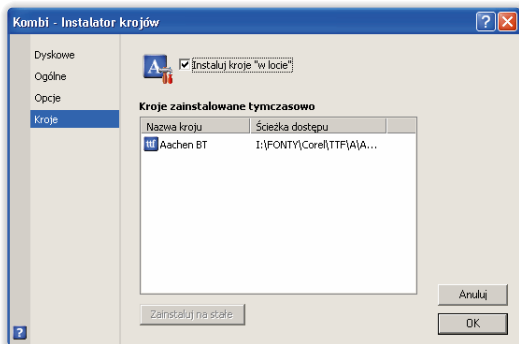 Kombi - Instalator krojów
Dyskowe
Ogólne
Opcje
Kroje
Instaluj kroje "w locie"
Kroje zainstalowane tymczasowo
Nazwa kroju Ścieżka dostępu
Aachen BT I:\FONTY\Corel\TTF\A\A...
Zainstaluj na stałe
Anuluj
OK